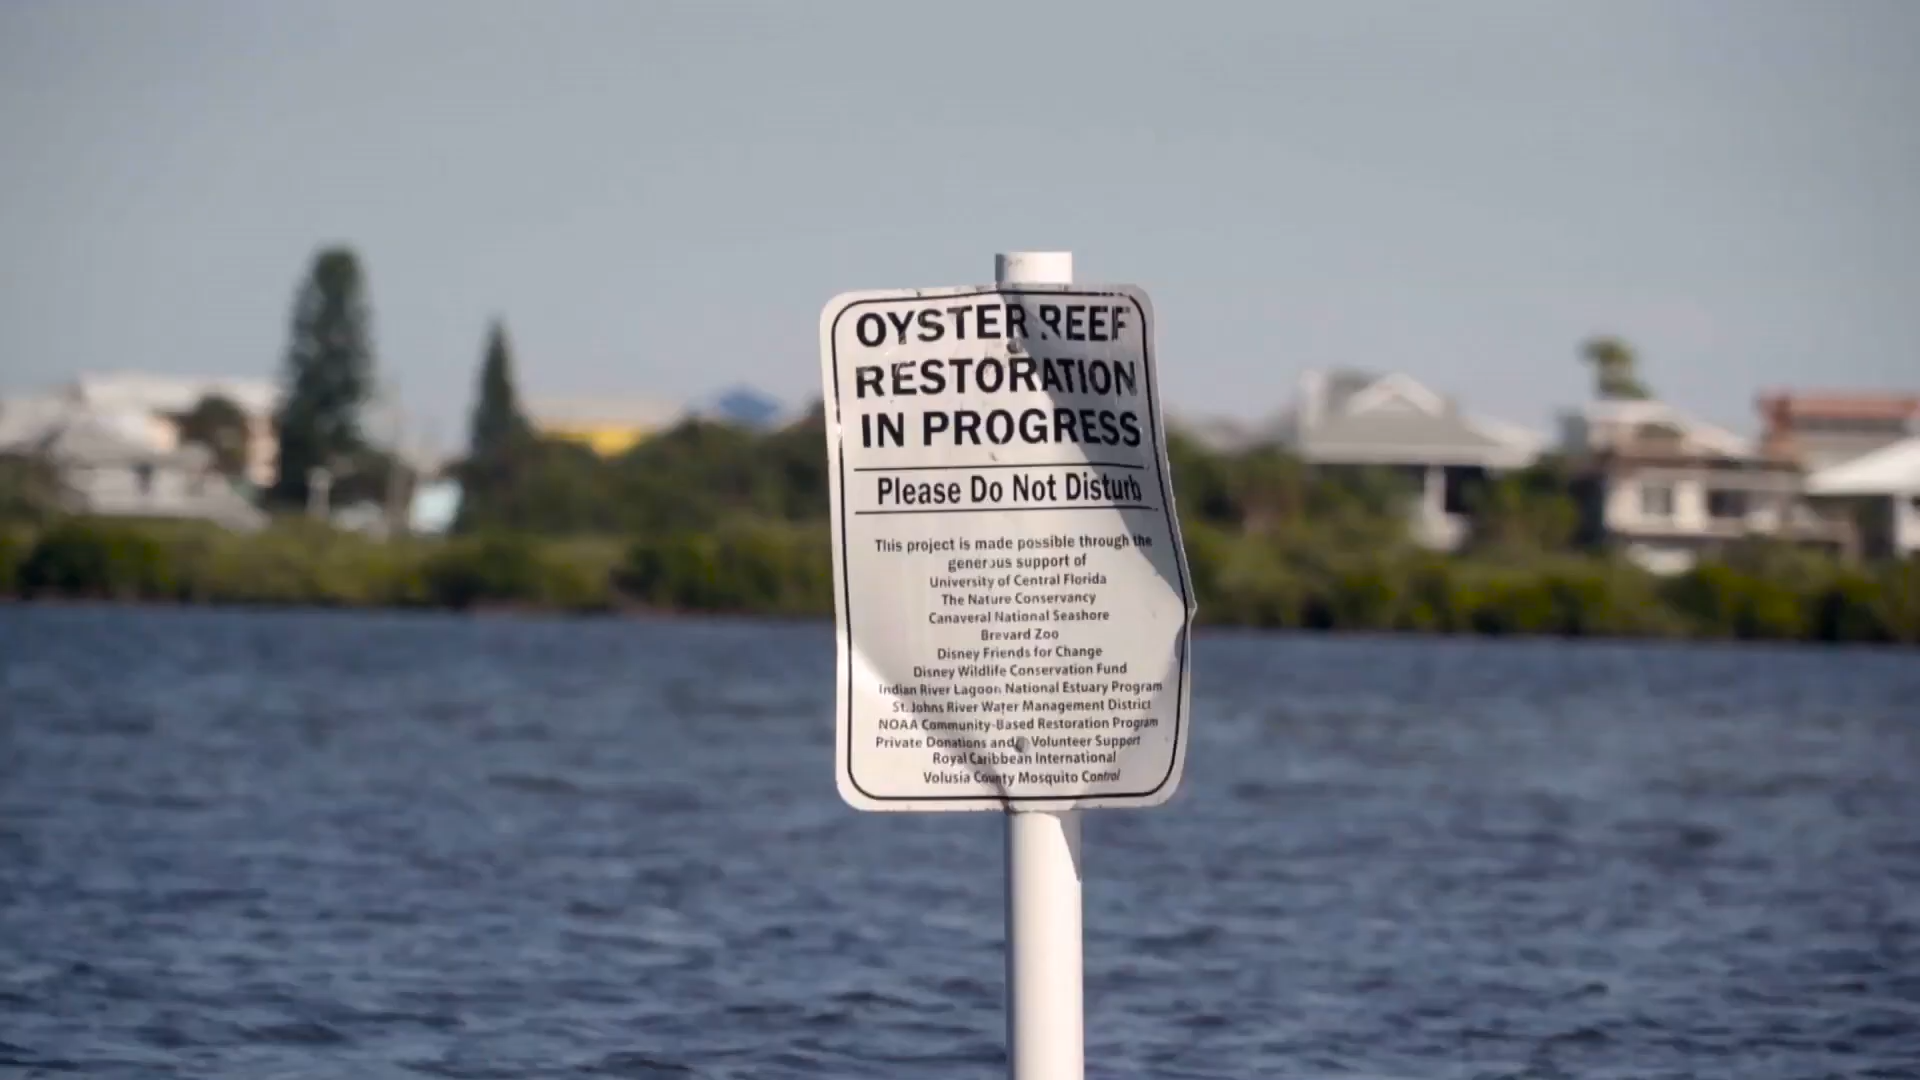 OYSTER REEF
RESTORATION
IN PROGRESS
Please Do Not Disturb
This project is made possible through the
generous support of
University of Central Florida
The Nature Conservancy
Canaveral National Seashore
Brevard Zoo
Disney Friends for Change
Disney Wildlife Conservation Fund
Indian River Lagoon National Estuary Program
St. Johns River Water Management District
NOAA Community-Based Restoration Program
Private Donations and Volunteer Support
Royal Caribbean International
Volusia County Mosquito Control